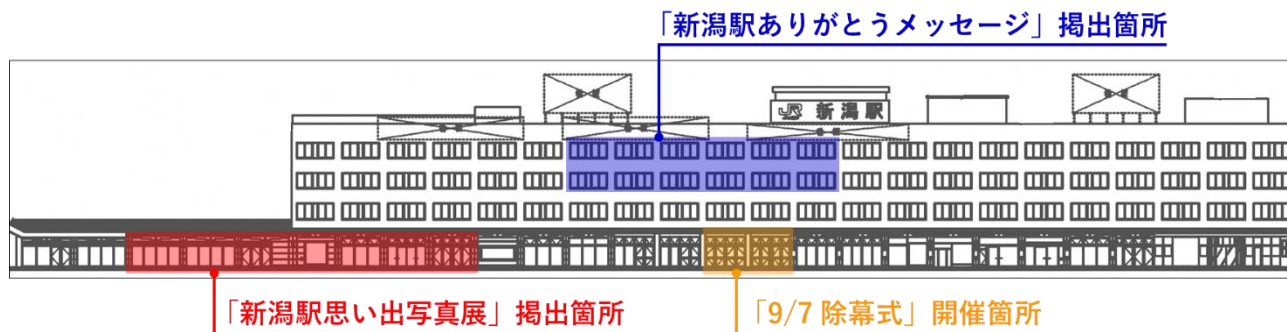 「新潟駅ありがとうメッセージ」掲出箇所
JR 新潟駅
「新潟駅思い出写真展」掲出箇所
「9/7 除幕式」開催箇所